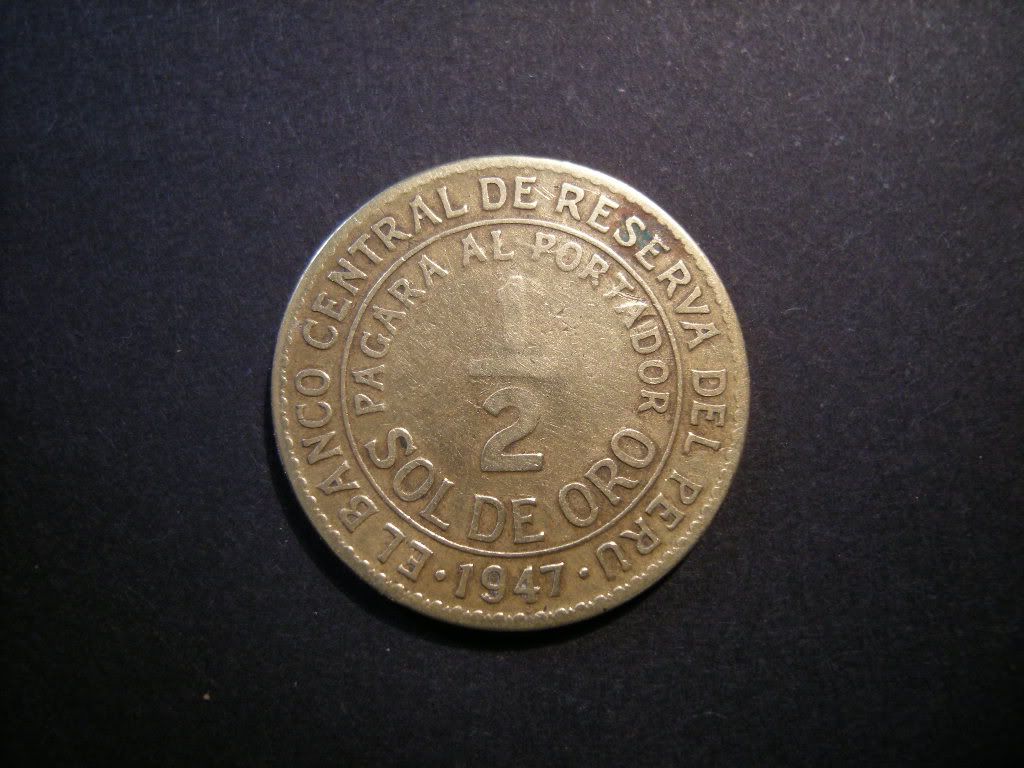 EL BANCO CENTRAL DE RESERVA DEL PERU
PAGARA AL PORTADOR
1/2
SOL DE ORO
· 1947 ·